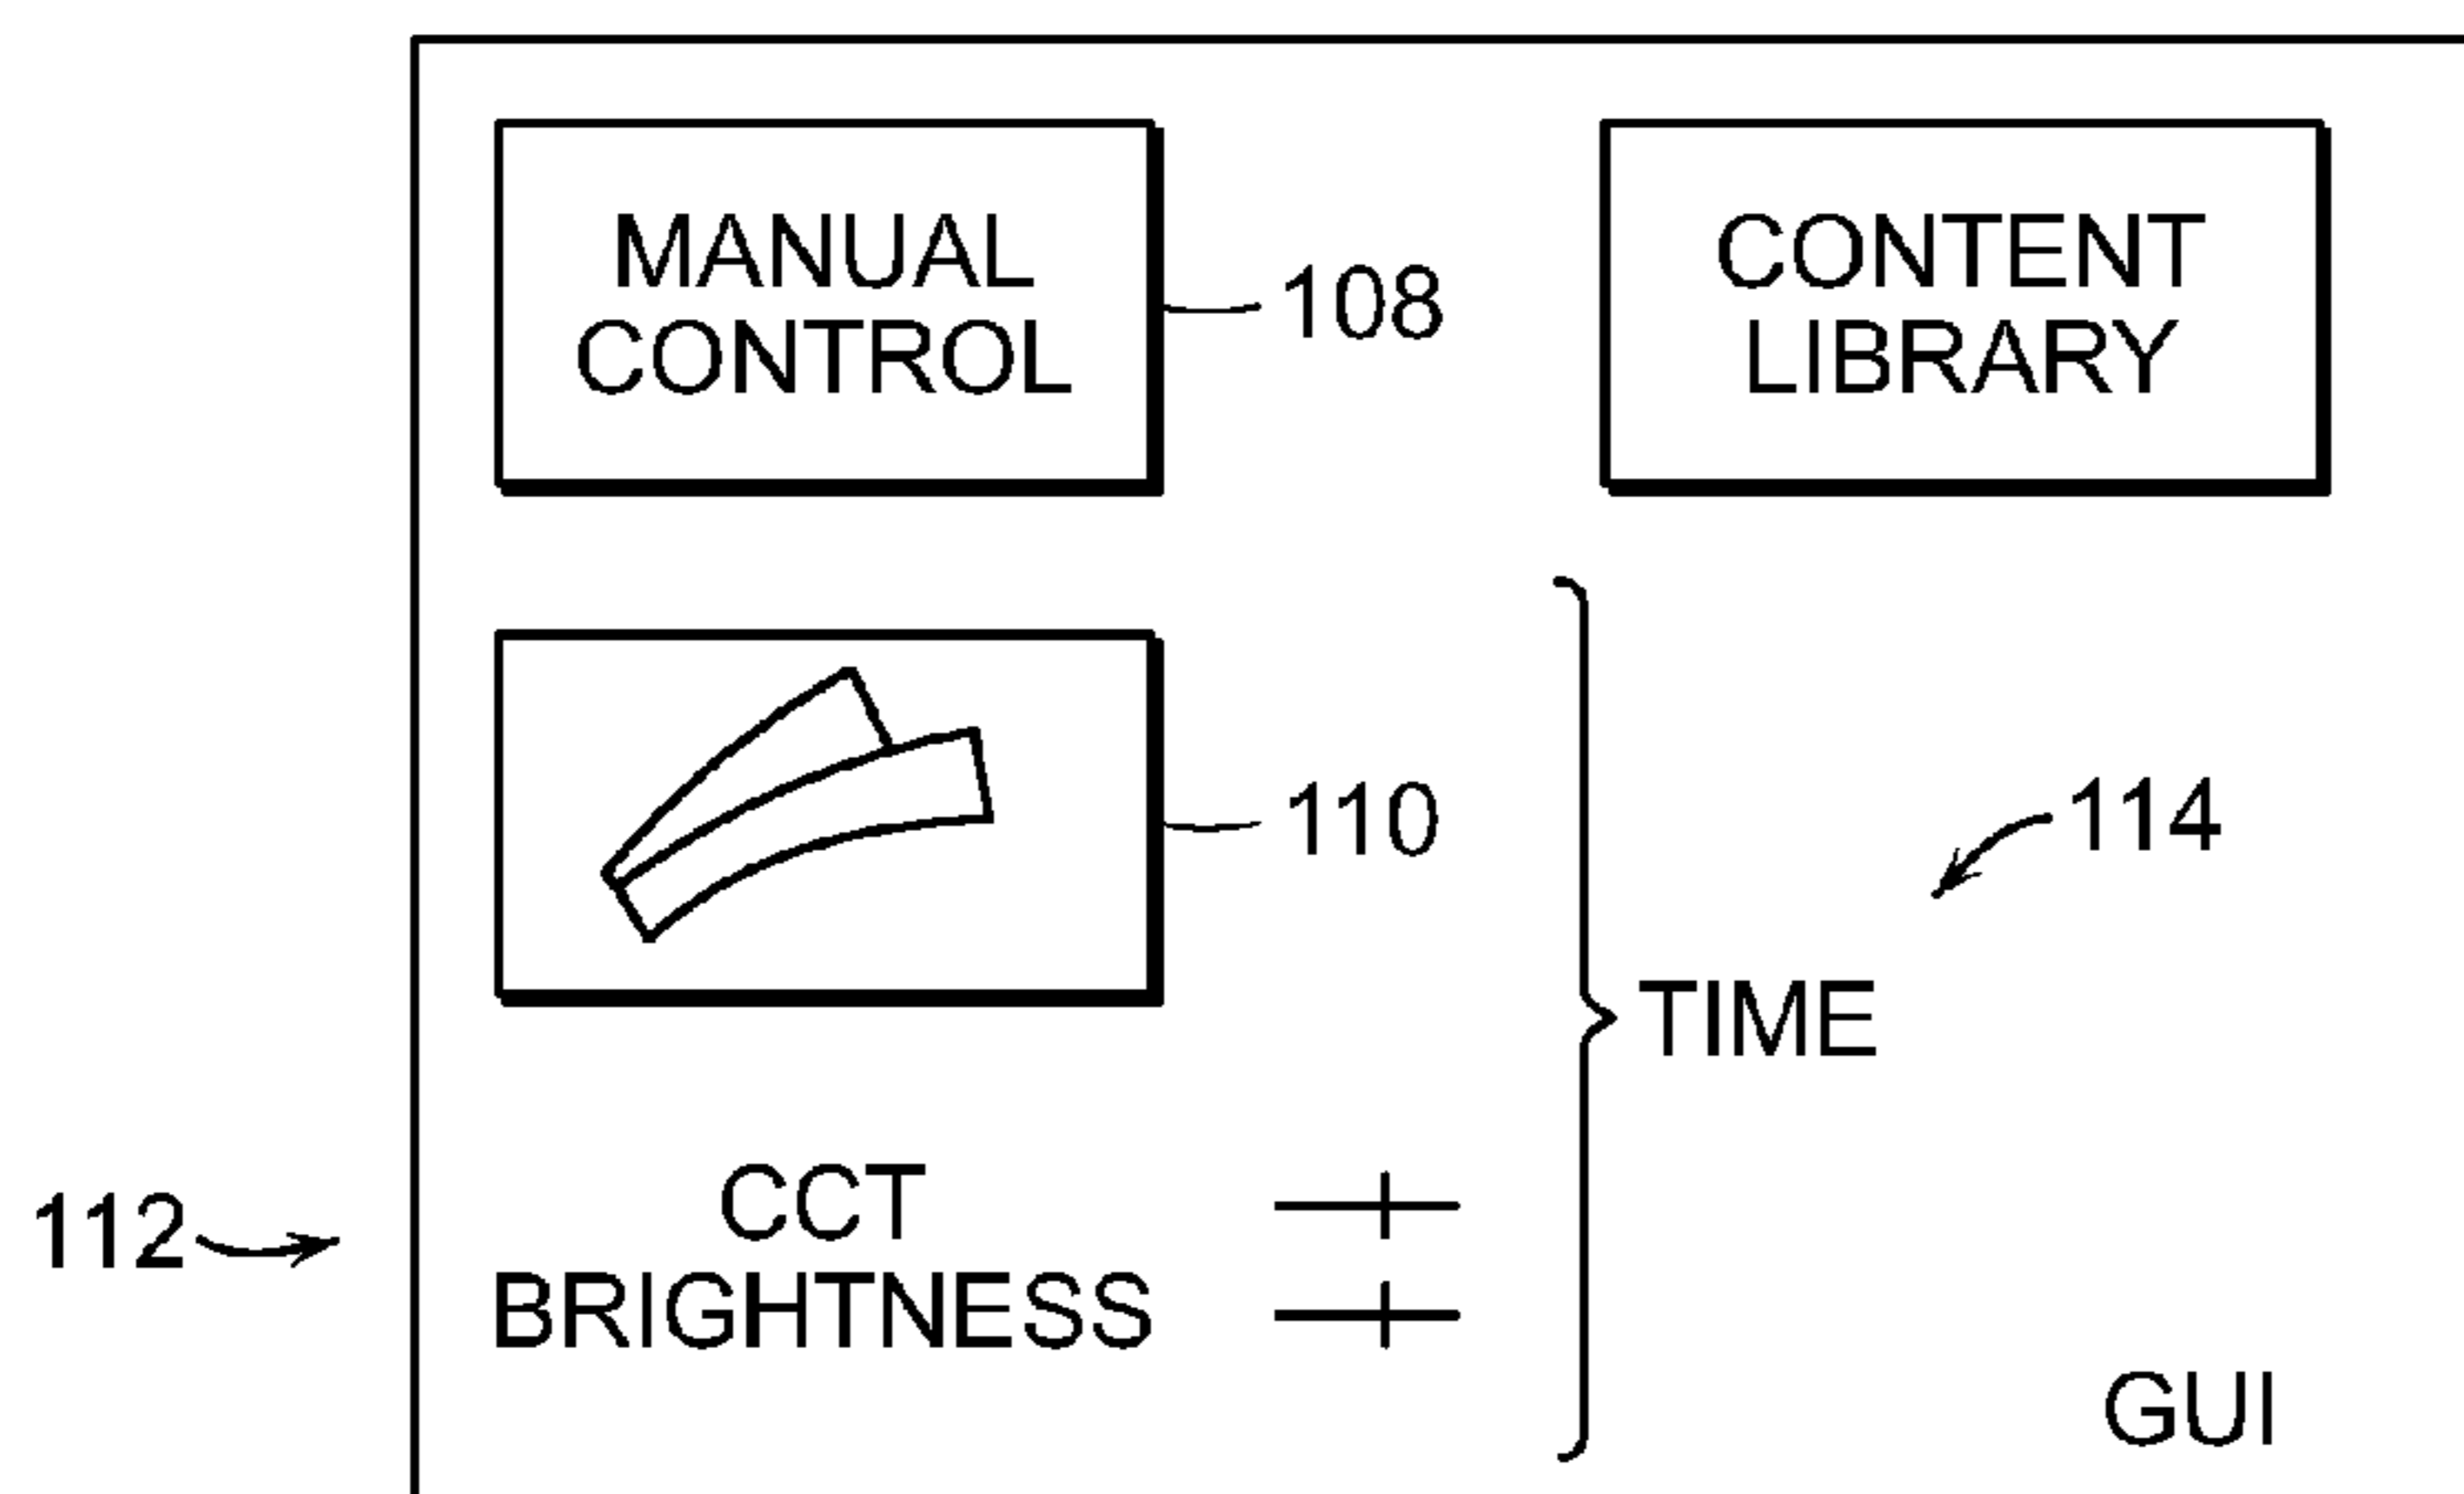 MANUAL
CONTROL
108
CONTENT
LIBRARY
110
114
TIME
112
CCT
BRIGHTNESS
GUI